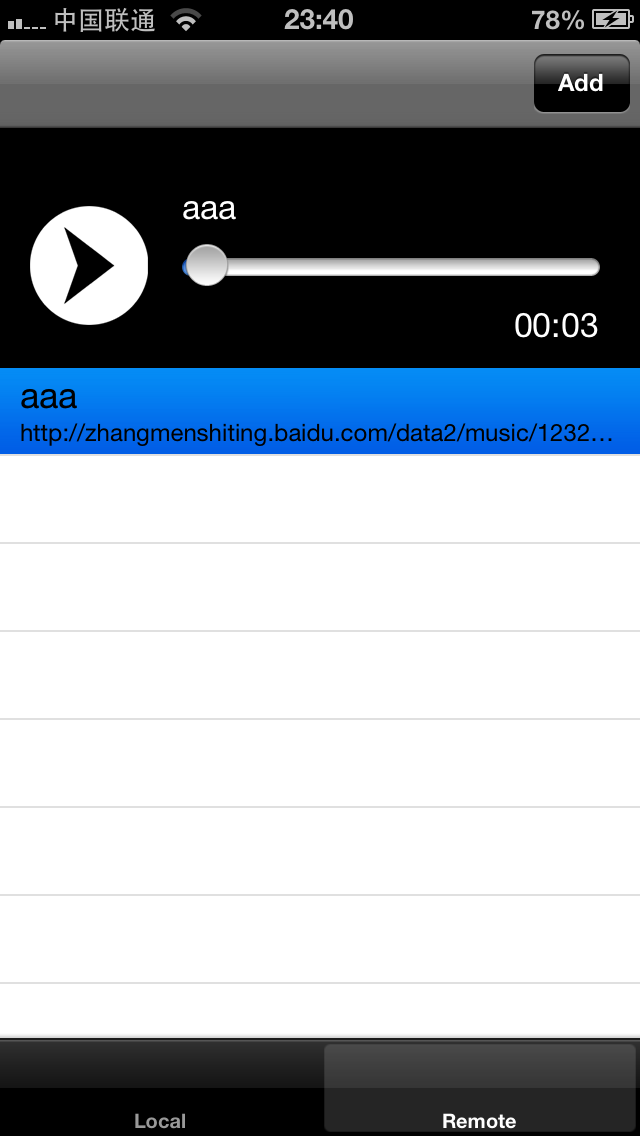 中国联通 23:40 78%
Add
aaa
00:03
aaa
http://zhangmenshiting.baidu.com/data2/music/1232...
Local Remote